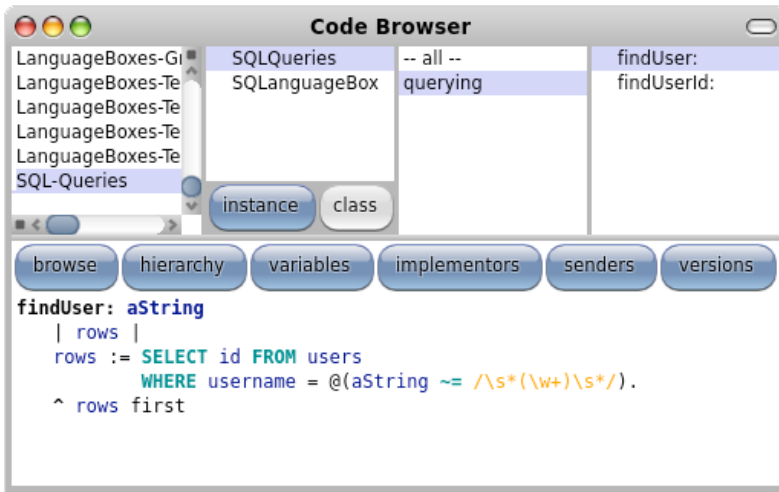 Code Browser
LanguageBoxes-Gr
LanguageBoxes-Te
LanguageBoxes-Te
LanguageBoxes-Te
LanguageBoxes-Te
SQL-Queries
SQLQueries
SQLanguageBox
instance
class
-- all --
querying
findUser:
findUserId:
browse
hierarchy
variables
implementors
senders
versions
findUser: aString
| rows |
rows := SELECT id FROM users
WHERE username = @(aString ~= /\s*(\w+)\s*/).
^ rows first